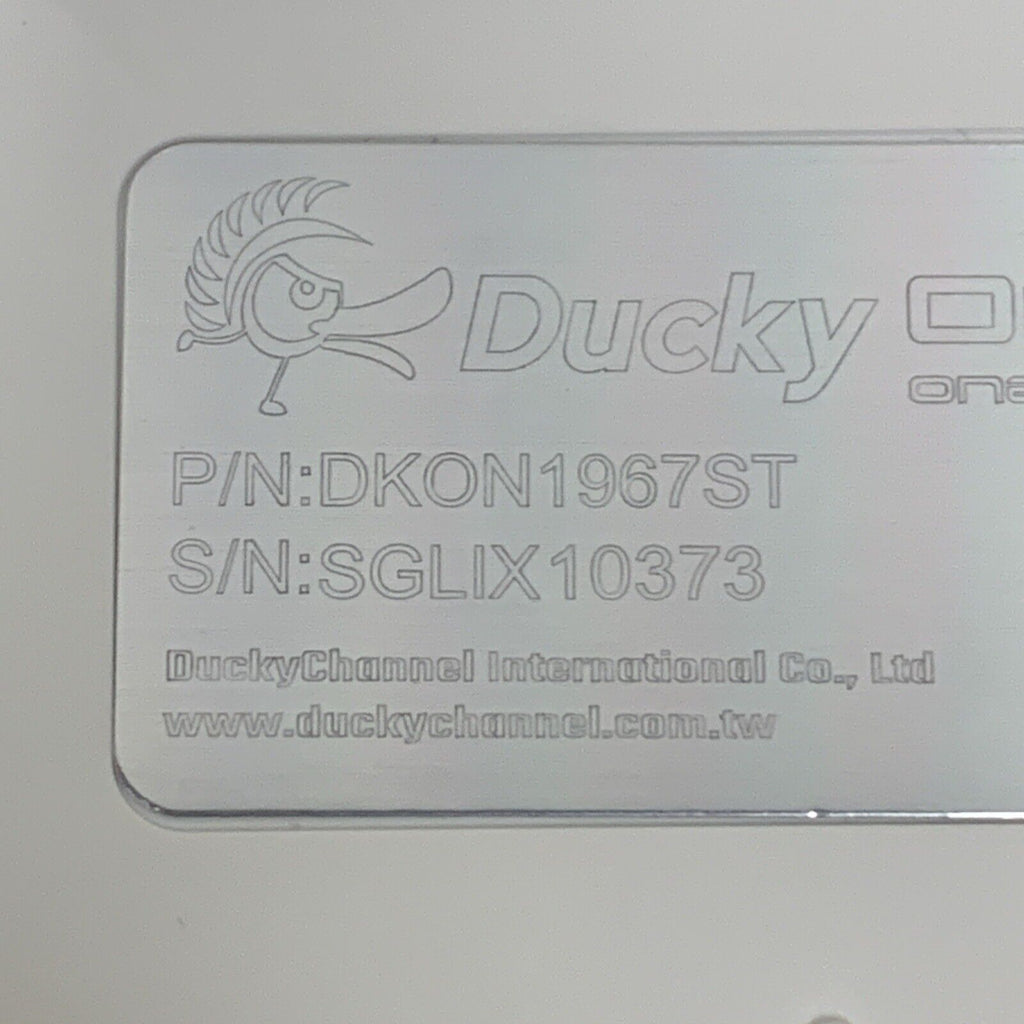 Ducky
P/N:DKON1967ST
S/N:SGLIX10373
DuckyChannel International Co., Ltd
www.duckychannel.com.tw